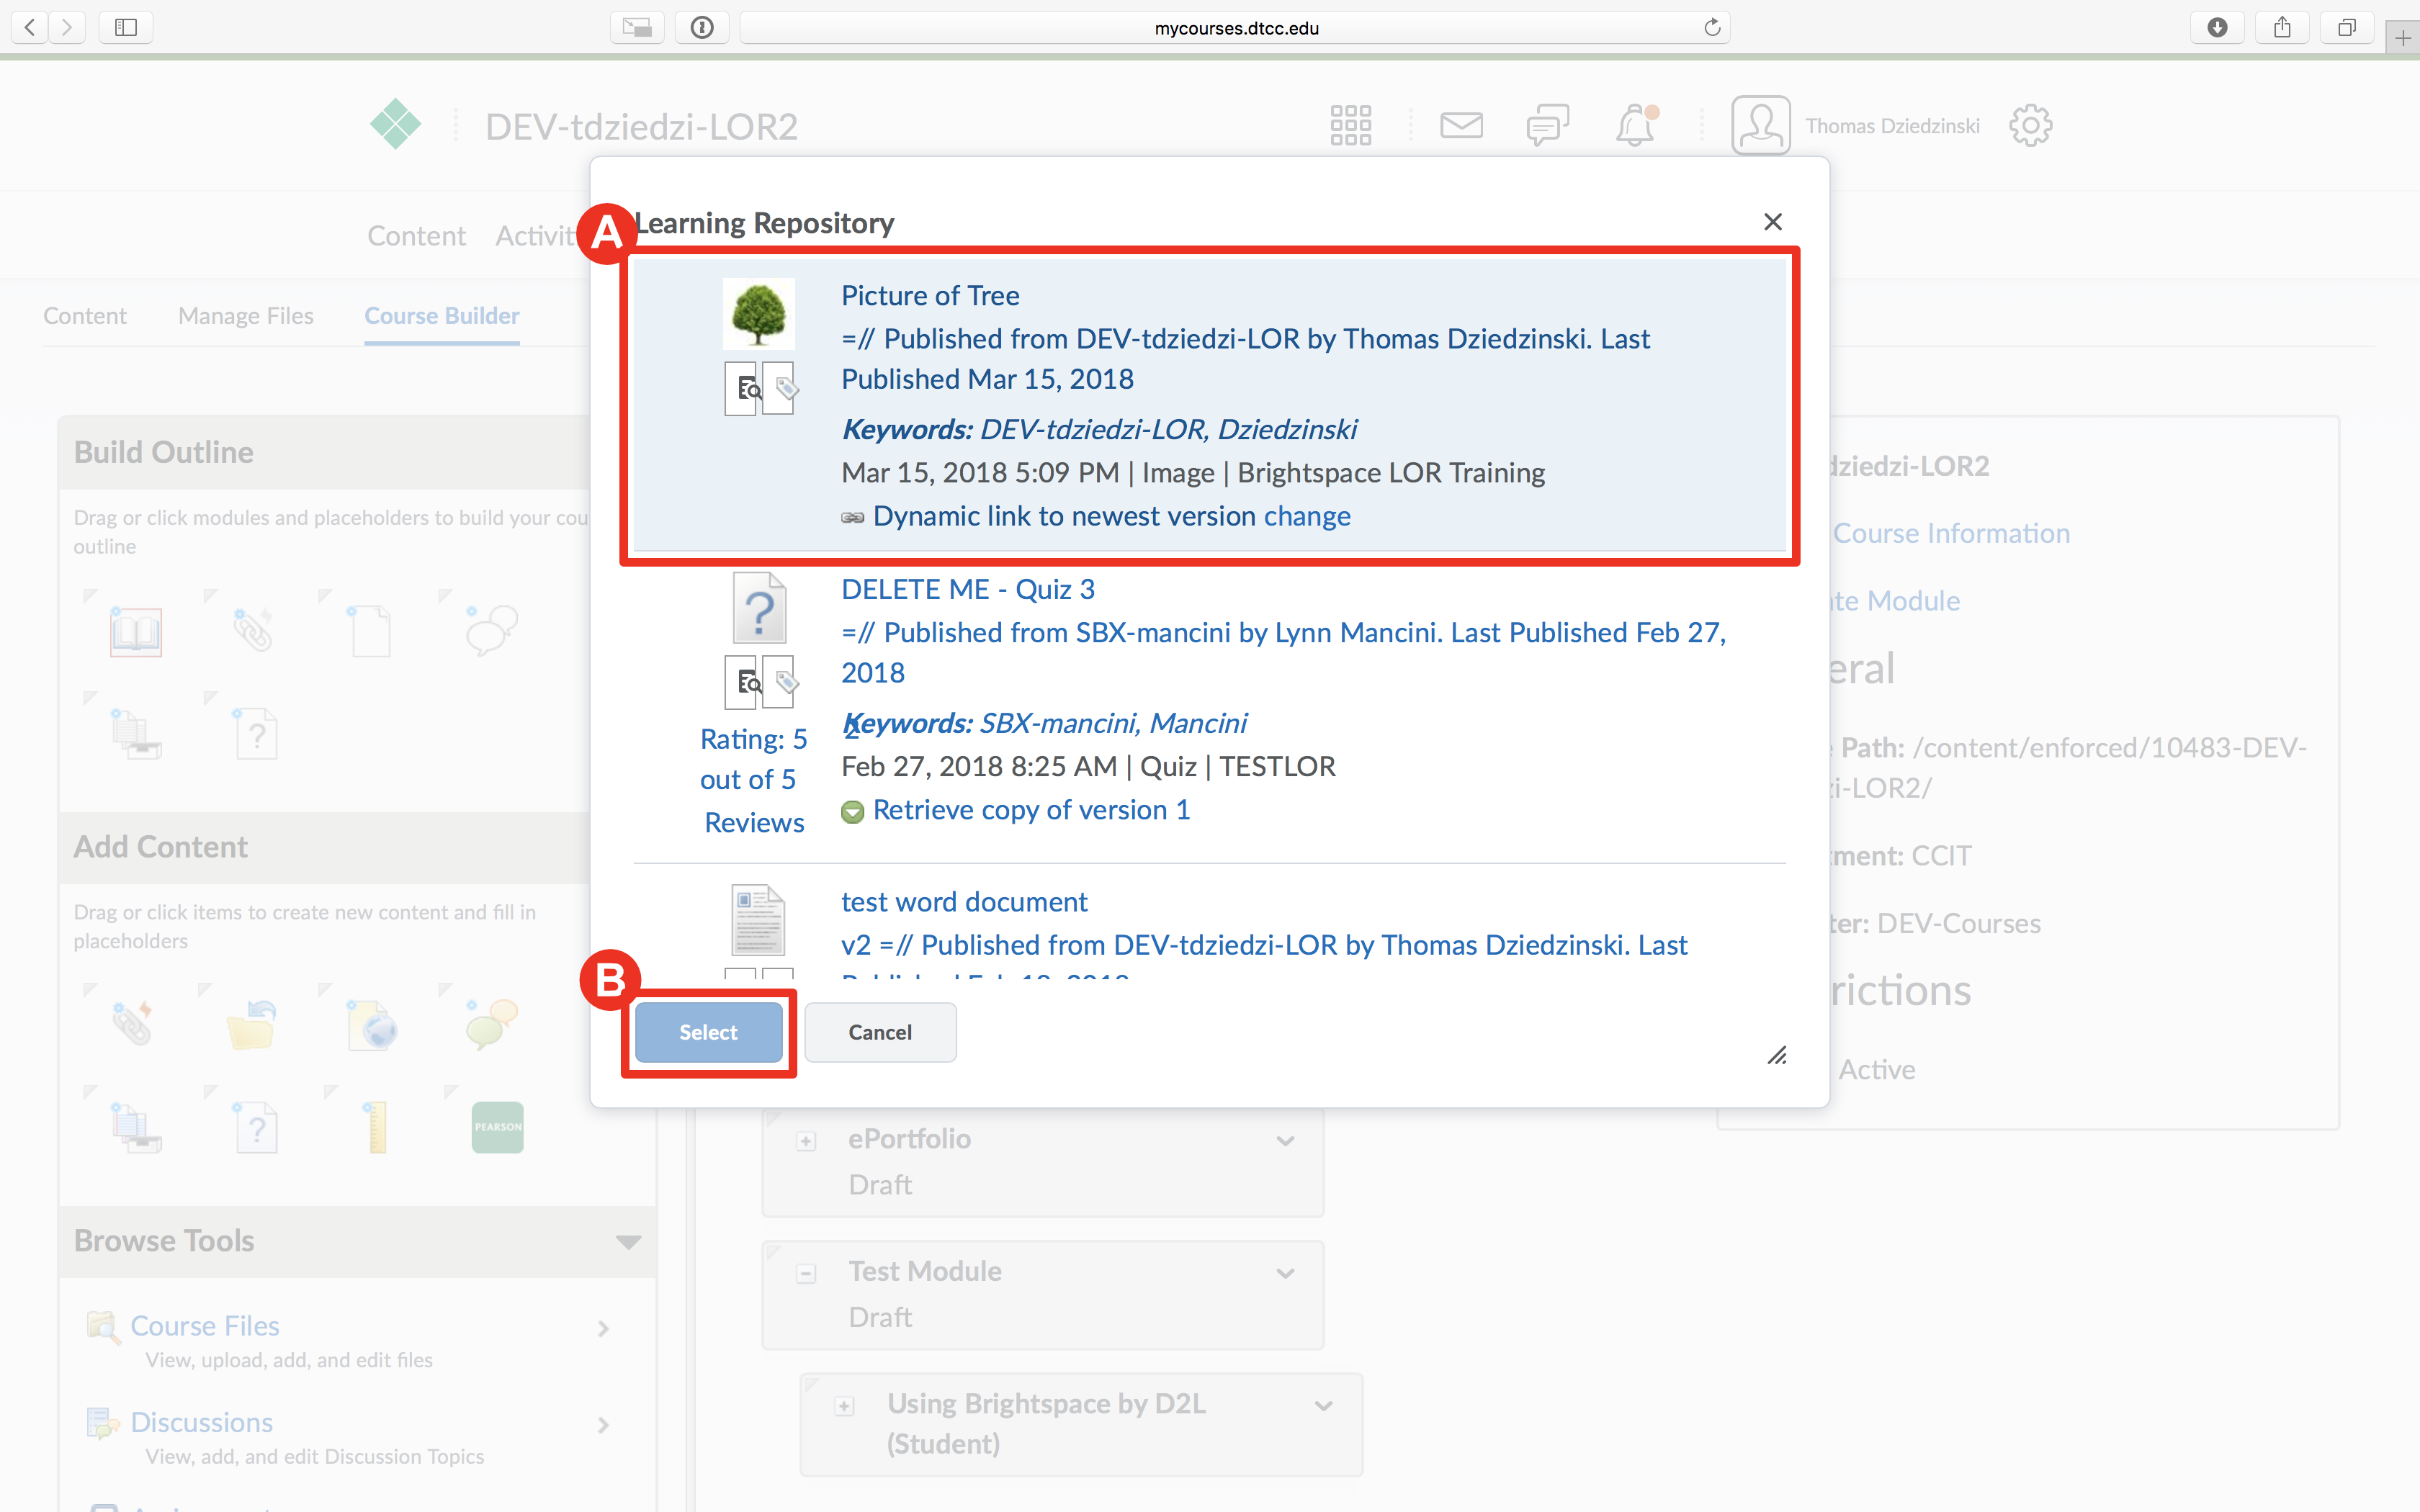 mycourses.dtcc.edu
DEV-tdziedzi-LOR2
Thomas Dziedzinski
Content Activit
Content Manage Files Course Builder
A
Learning Repository
Picture of Tree
=// Published from DEV-tdziedzi-LOR by Thomas Dziedzinski. Last
Published Mar 15, 2018
Keywords: DEV-tdziedzi-LOR, Dziedzinski
Mar 15, 2018 5:09 PM | Image | Brightspace LOR Training
Dynamic link to newest version change
DELETE ME - Quiz 3
=// Published from SBX-mancini by Lynn Mancini. Last Published Feb 27,
2018
Keywords: SBX-mancini, Mancini
2
Rating: 5
out of 5
Reviews
Feb 27, 2018 8:25 AM | Quiz | TESTLOR
Retrieve copy of version 1
test word document
v2 =// Published from DEV-tdziedzi-LOR by Thomas Dziedzinski. Last
B
Select
Cancel
Build Outline
Drag or click modules and placeholders to build your cou
outline
Add Content
Drag or click items to create new content and fill in
placeholders
PEARSON
Browse Tools
Course Files
View, upload, add, and edit files
Discussions
View, add, and edit Discussion Topics
ePortfolio
Draft
Test Module
Draft
Using Brightspace by D2L
(Student)
dziedzi-LOR2
Course Information
te Module
eral
Path: /content/enforced/10483-DEV-
i-LOR2/
tment: CCIT
ter: DEV-Courses
rictions
Active